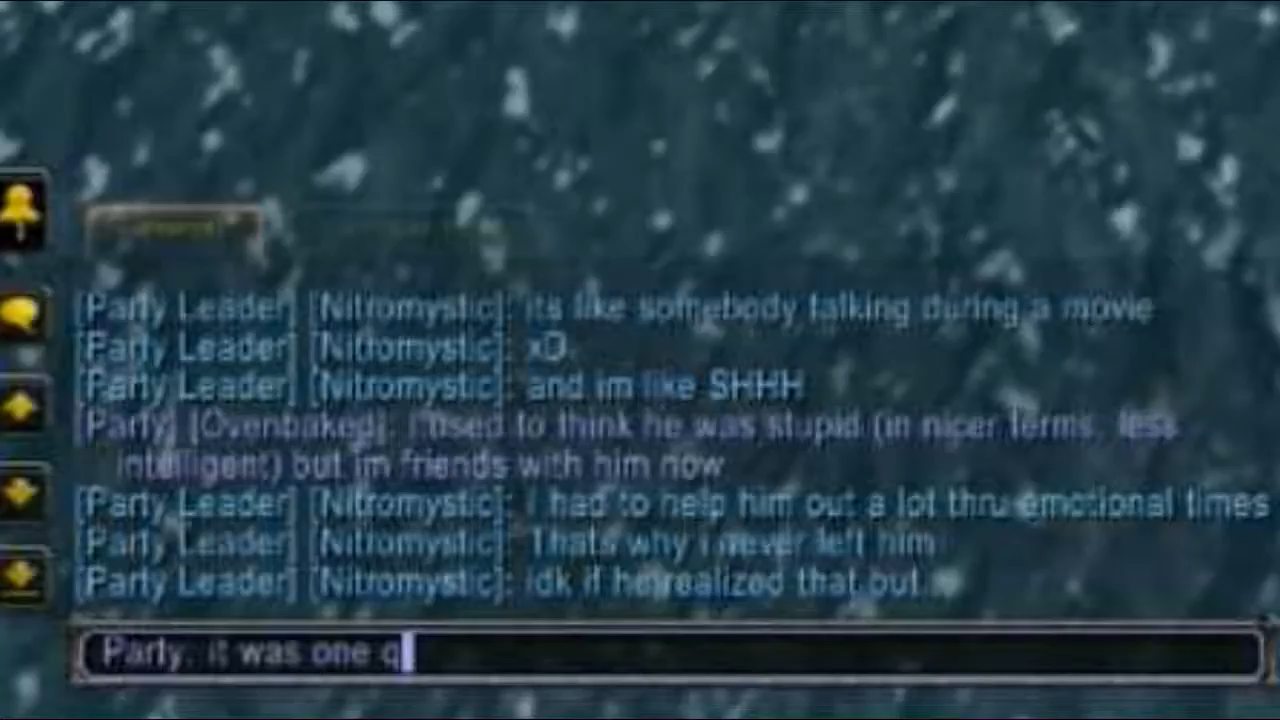 General
[Party Leader] [Nitromystic]: its like somebody talking during a movie
[Party Leader] [Nitromystic]: xD
[Party Leader] [Nitromystic]: and im like SHHH
[Party] [Ovenbaked]: I used to think he was stupid (in nicer terms, less
intelligent) but im friends with him now
[Party Leader] [Nitromystic]: I had to help him out a lot thru emotional times
[Party Leader] [Nitromystic]: Thats why i never left him
[Party Leader] [Nitromystic]: idk if he realized that but..
Party: it was one q